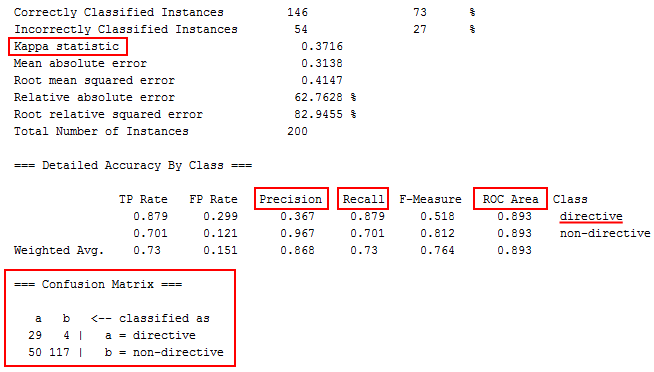 Correctly Classified Instances 146 73 %
Incorrectly Classified Instances 54 27 %
Kappa statistic 0.3716
Mean absolute error 0.3138
Root mean squared error 0.4147
Relative absolute error 62.7628 %
Root relative squared error 82.9455 %
Total Number of Instances 200
=== Detailed Accuracy By Class ===
TP Rate FP Rate Precision Recall F-Measure ROC Area Class
0.879 0.299 0.367 0.879 0.518 0.893 directive
0.701 0.121 0.967 0.701 0.812 0.893 non-directive
Weighted Avg. 0.73 0.151 0.868 0.73 0.764 0.893
=== Confusion Matrix ===
a b <-- classified as
29 4 | a = directive
50 117 | b = non-directive